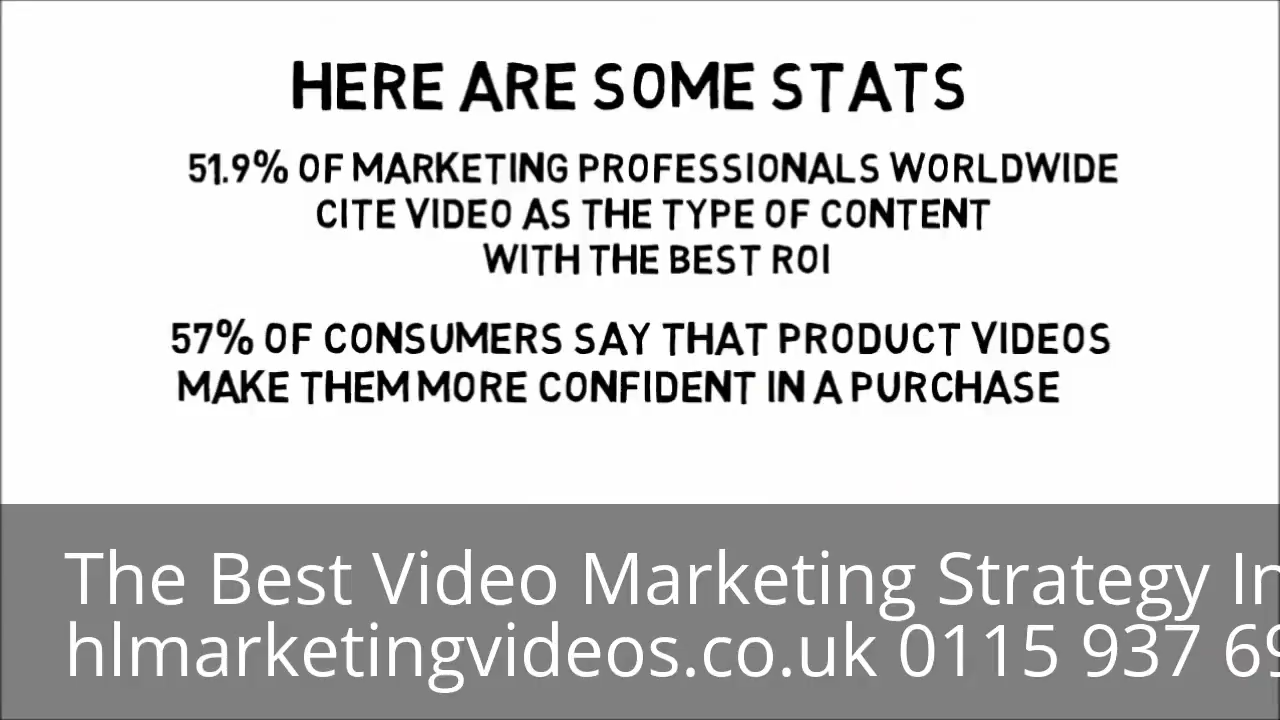 HERE ARE SOME STATS
51.9% OF MARKETING PROFESSIONALS WORLDWIDE
CITE VIDEO AS THE TYPE OF CONTENT
WITH THE BEST ROI
57% OF CONSUMERS SAY THAT PRODUCT VIDEOS
MAKE THEM MORE CONFIDENT IN A PURCHASE
The Best Video Marketing Strategy In
hlmarketingvideos.co.uk 0115 937 69